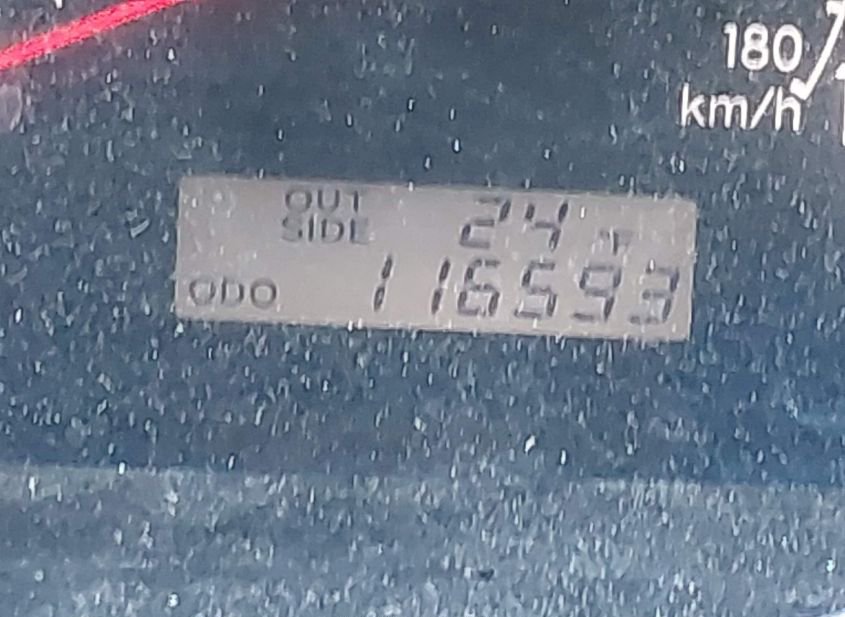 180
km/h
OUT
SIDE 24 °F
ODO 116593